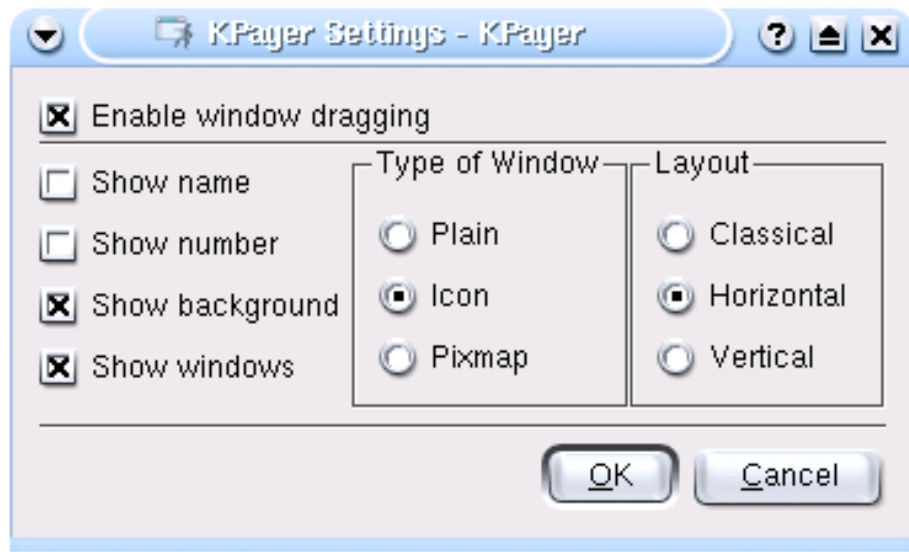 KPager Settings - KPager
Enable window dragging
Show name
Show number
Show background
Show windows
Type of Window
Plain
Icon
Pixmap
Layout
Classical
Horizontal
Vertical
OK
Cancel